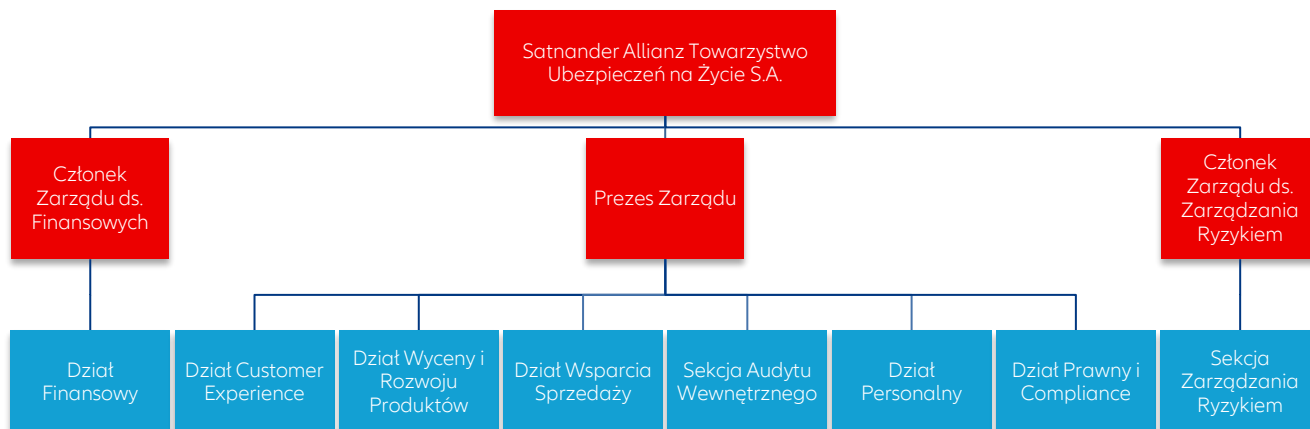 Satnander Allianz Towarzystwo
Ubezpieczeń na Życie S.A.
Członek
Zarządu ds.
Finansowych
Prezes Zarządu
Członek
Zarządu ds.
Zarządzania
Ryzykiem
Dział
Finansowy
Dział Customer
Experience
Dział Wyceny i
Rozwoju
Produktów
Dział Wsparcia
Sprzedaży
Sekcja Audytu
Wewnętrznego
Dział
Personalny
Dział Prawny i
Compliance
Sekcja
Zarządzania
Ryzykiem